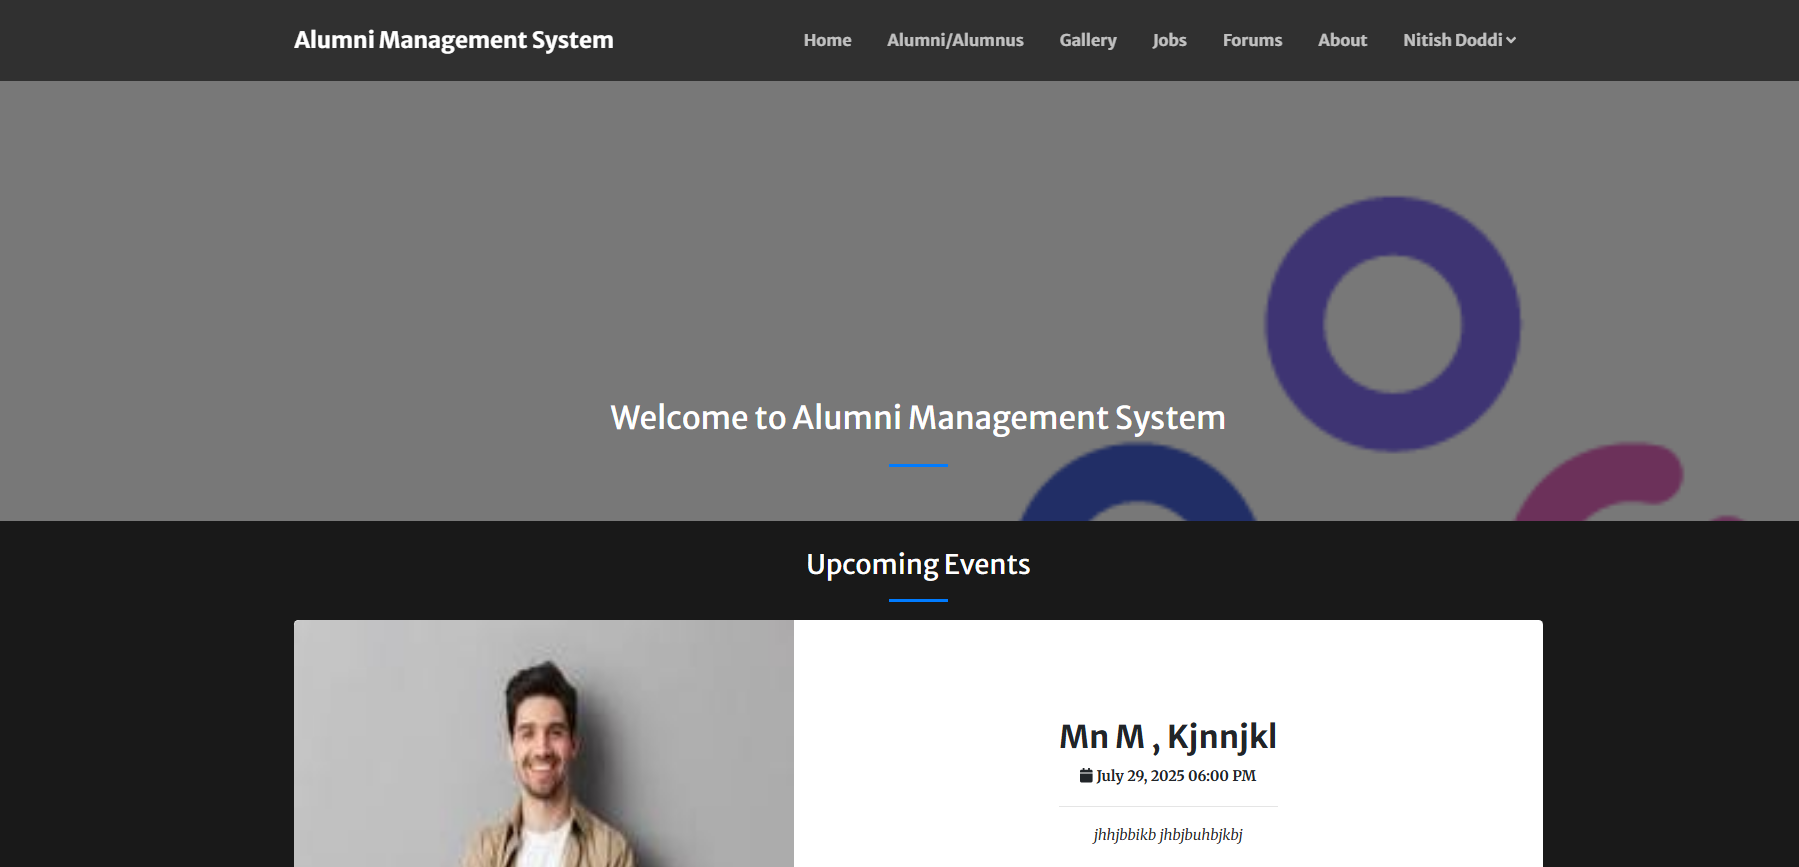 Alumni Management System
Home Alumni/Alumnus Gallery Jobs Forums About Nitish Doddi
Welcome to Alumni Management System
Upcoming Events
Mn M , Kjnnjkl
July 29, 2025 06:00 PM
jhhjbbikb jhbjbuhbjkbj